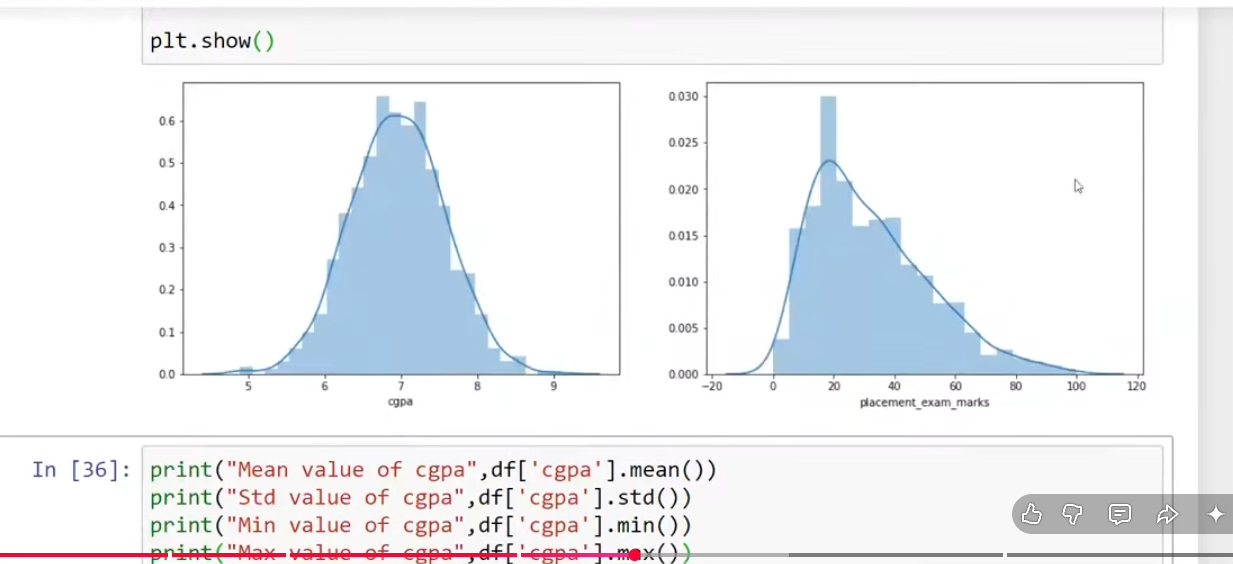 plt.show()
0.6
0.5
0.4
0.3
0.2
0.1
0.0
5 6 7 8 9
cgpa
0.030
0.025
0.020
0.015
0.010
0.005
0.000
−20 0 20 40 60 80 100 120
placement_exam_marks
In [36]:
print("Mean value of cgpa",df['cgpa'].mean())
print("Std value of cgpa",df['cgpa'].std())
print("Min value of cgpa",df['cgpa'].min())
print("Max value of cgpa",df['cgpa'].max())